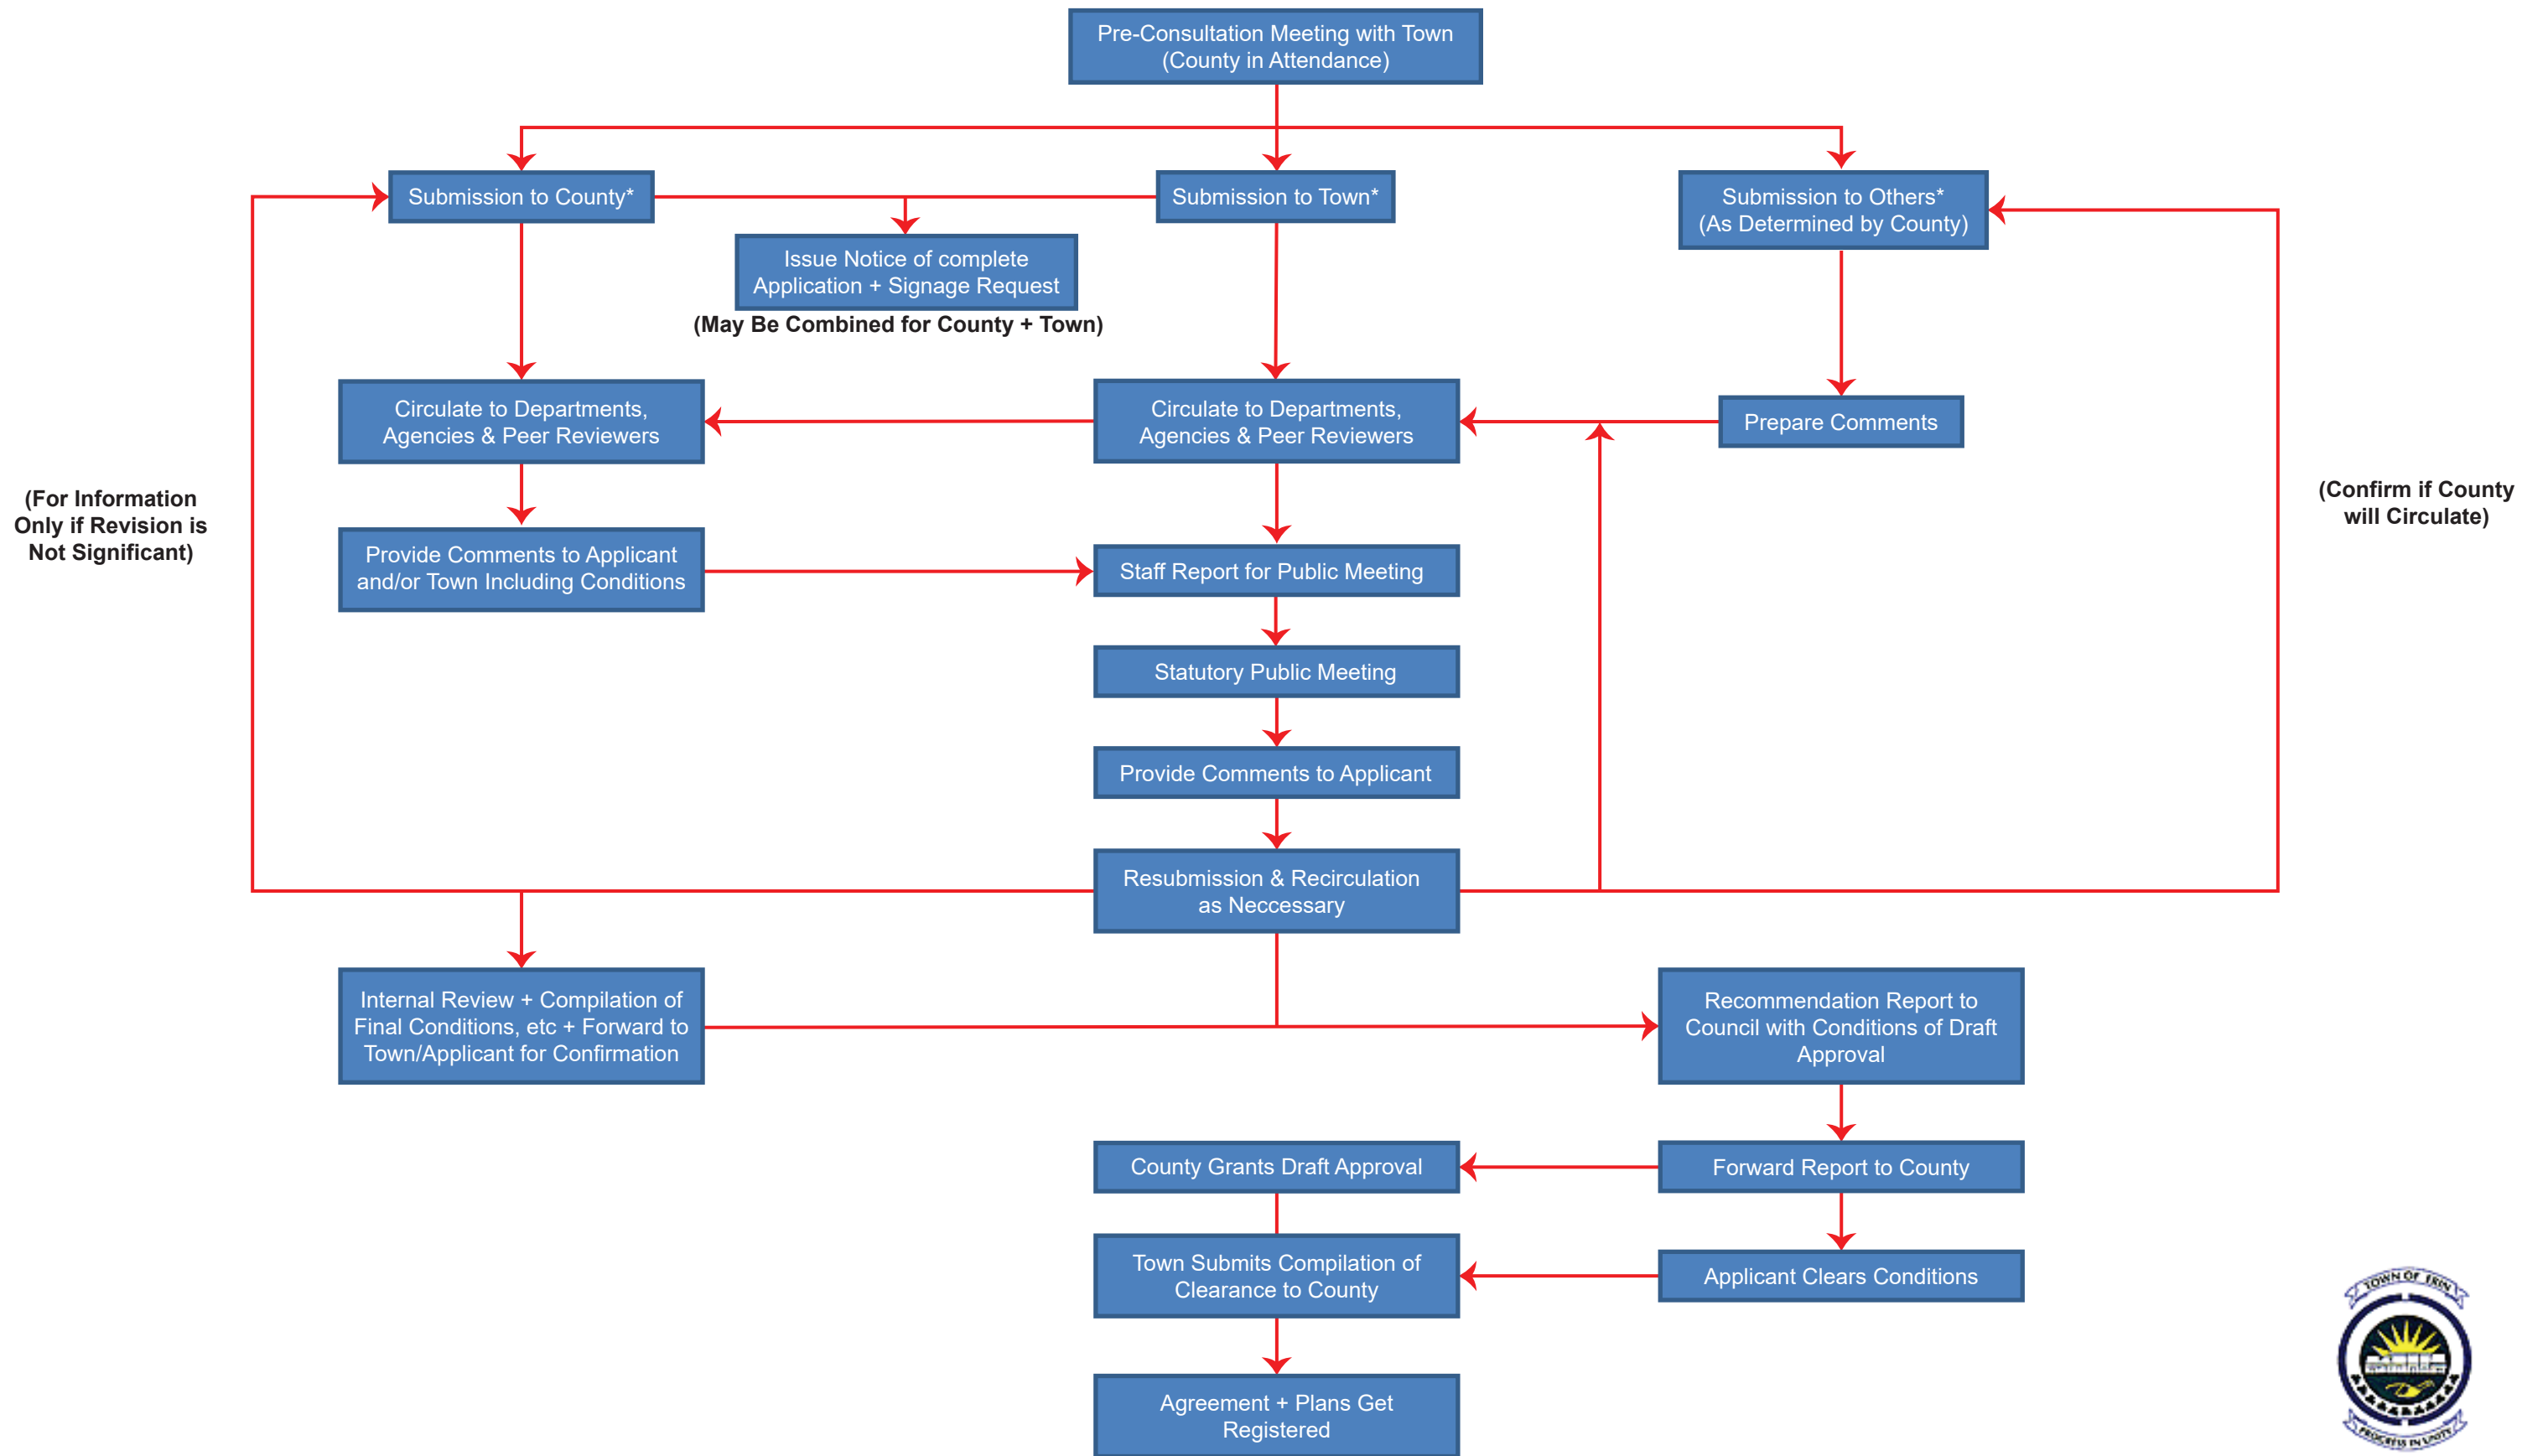 Pre-Consultation Meeting with Town
(County in Attendance)
Submission to County*
Submission to Town*
Submission to Others*
(As Determined by County)
Issue Notice of complete
Application + Signage Request
(May Be Combined for County + Town)
Circulate to Departments,
Agencies & Peer Reviewers
Circulate to Departments,
Agencies & Peer Reviewers
Prepare Comments
(For Information
Only if Revision is
Not Significant)
(Confirm if County
will Circulate)
Provide Comments to Applicant
and/or Town Including Conditions
Staff Report for Public Meeting
Statutory Public Meeting
Provide Comments to Applicant
Resubmission & Recirculation
as Neccessary
Internal Review + Compilation of
Final Conditions, etc + Forward to
Town/Applicant for Confirmation
Recommendation Report to
Council with Conditions of Draft
Approval
County Grants Draft Approval
Forward Report to County
Town Submits Compilation of
Clearance to County
Applicant Clears Conditions
Agreement + Plans Get
Registered
TOWN OF ERIN
PROGRESS IN UNITY